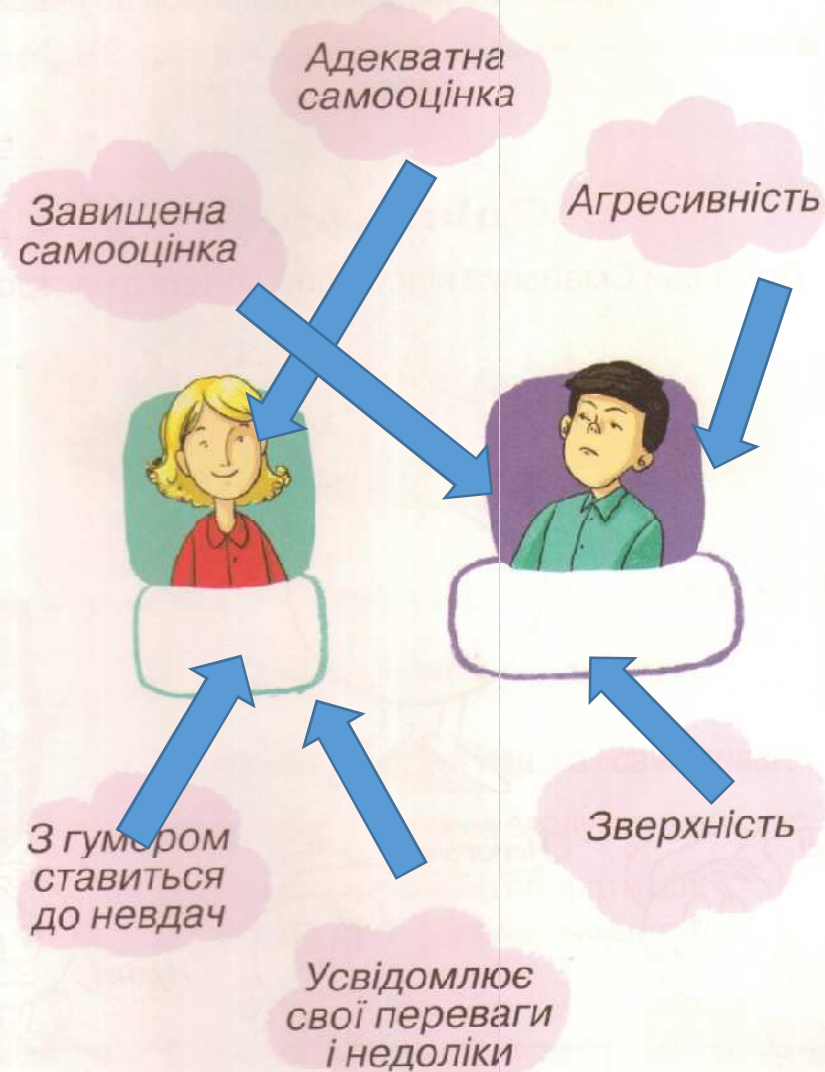 Адекватна
самооцінка
Завищена
самооцінка
Агресивність
З гумором
ставиться
до невдач
Зверхність
Усвідомлює
свої переваги
і недоліки